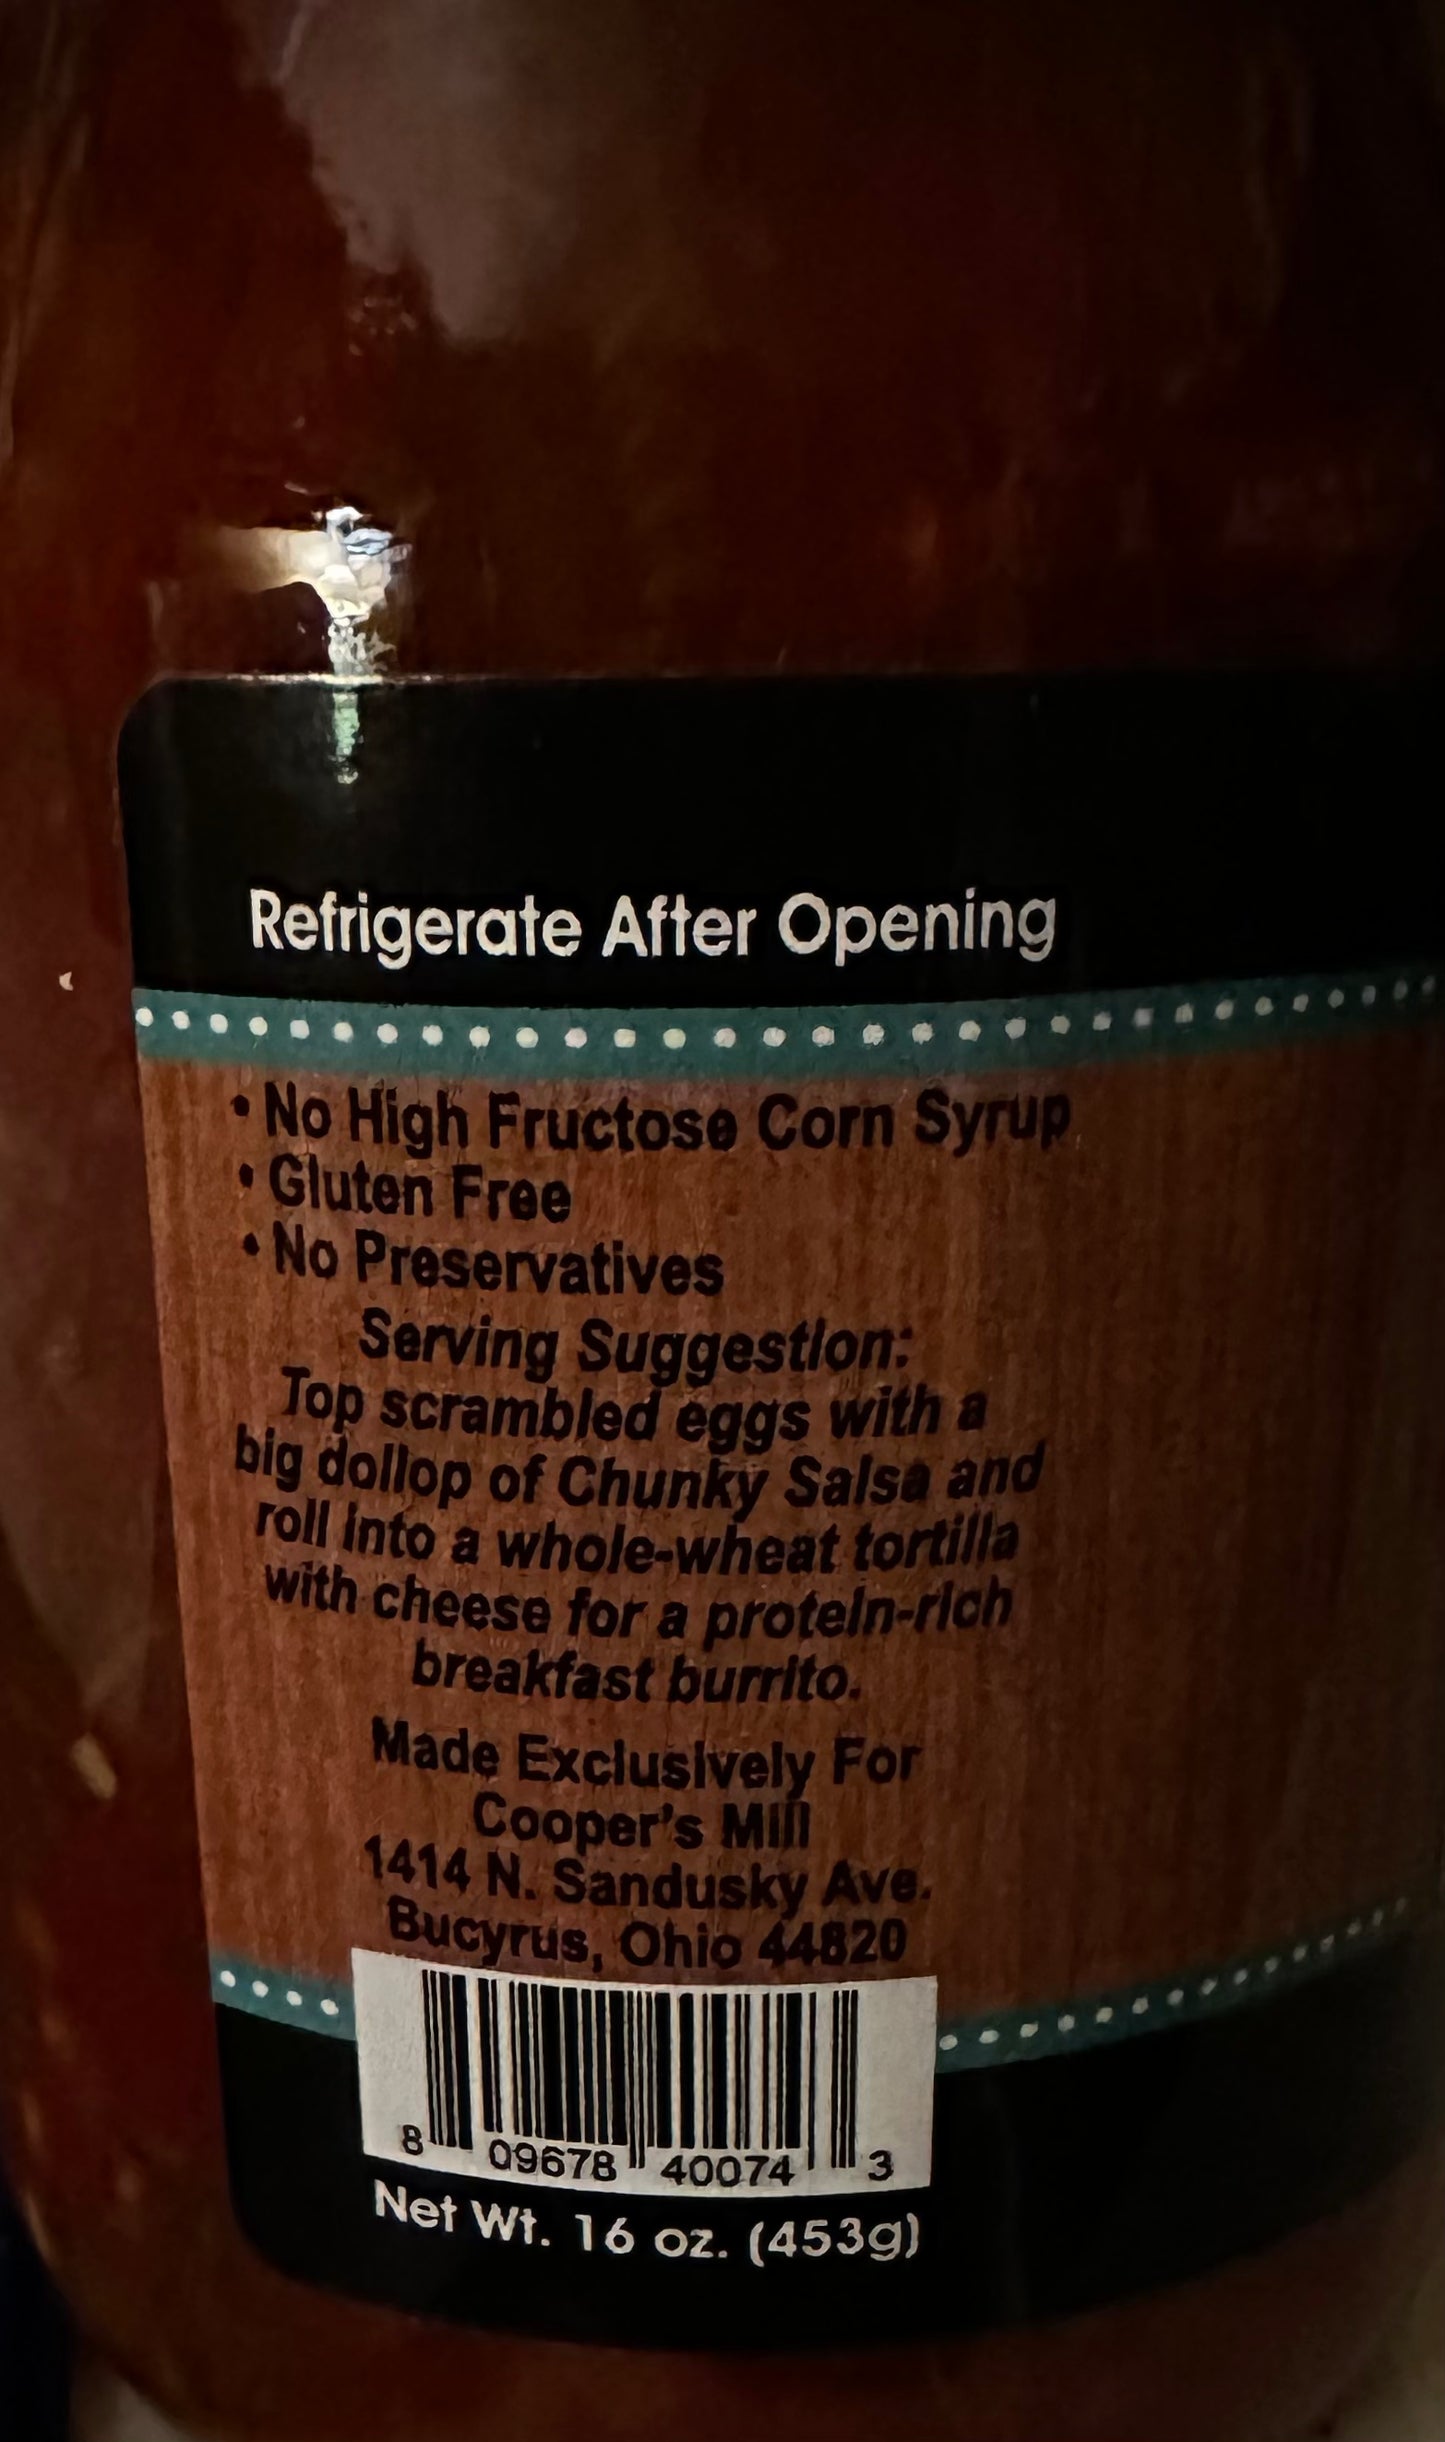 Refrigerate After Opening
• No High Fructose Corn Syrup
• Gluten Free
• No Preservatives
Serving Suggestion:
Top scrambled eggs with a
big dollop of Chunky Salsa and
roll into a whole-wheat tortilla
with cheese for a protein-rich
breakfast burrito.
Made Exclusively For
Cooper's Mill
1414 N. Sandusky Ave.
Bucyrus, Ohio 44820
8 09678 40074 3
Net Wt. 16 oz. (453g)